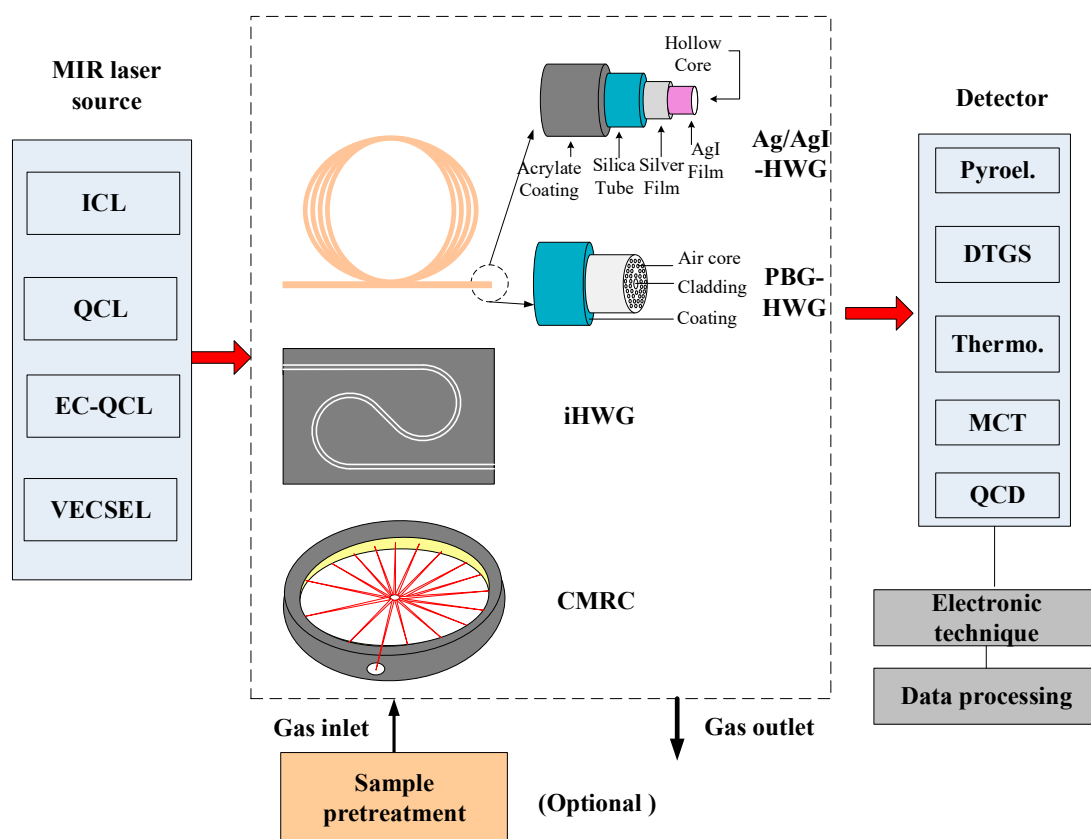 MIR laser
source
ICL
QCL
EC-QCL
VECSEL
Hollow
Core
Acrylate
Coating
Silica
Tube
Silver
Film
AgI
Film
Ag/AgI
-HWG
Air core
Cladding
Coating
PBG-
HWG
iHWG
CMRC
Gas inlet
Gas outlet
Sample
pretreatment
(Optional )
Detector
Pyroel.
DTGS
Thermo.
MCT
QCD
Electronic
technique
Data processing